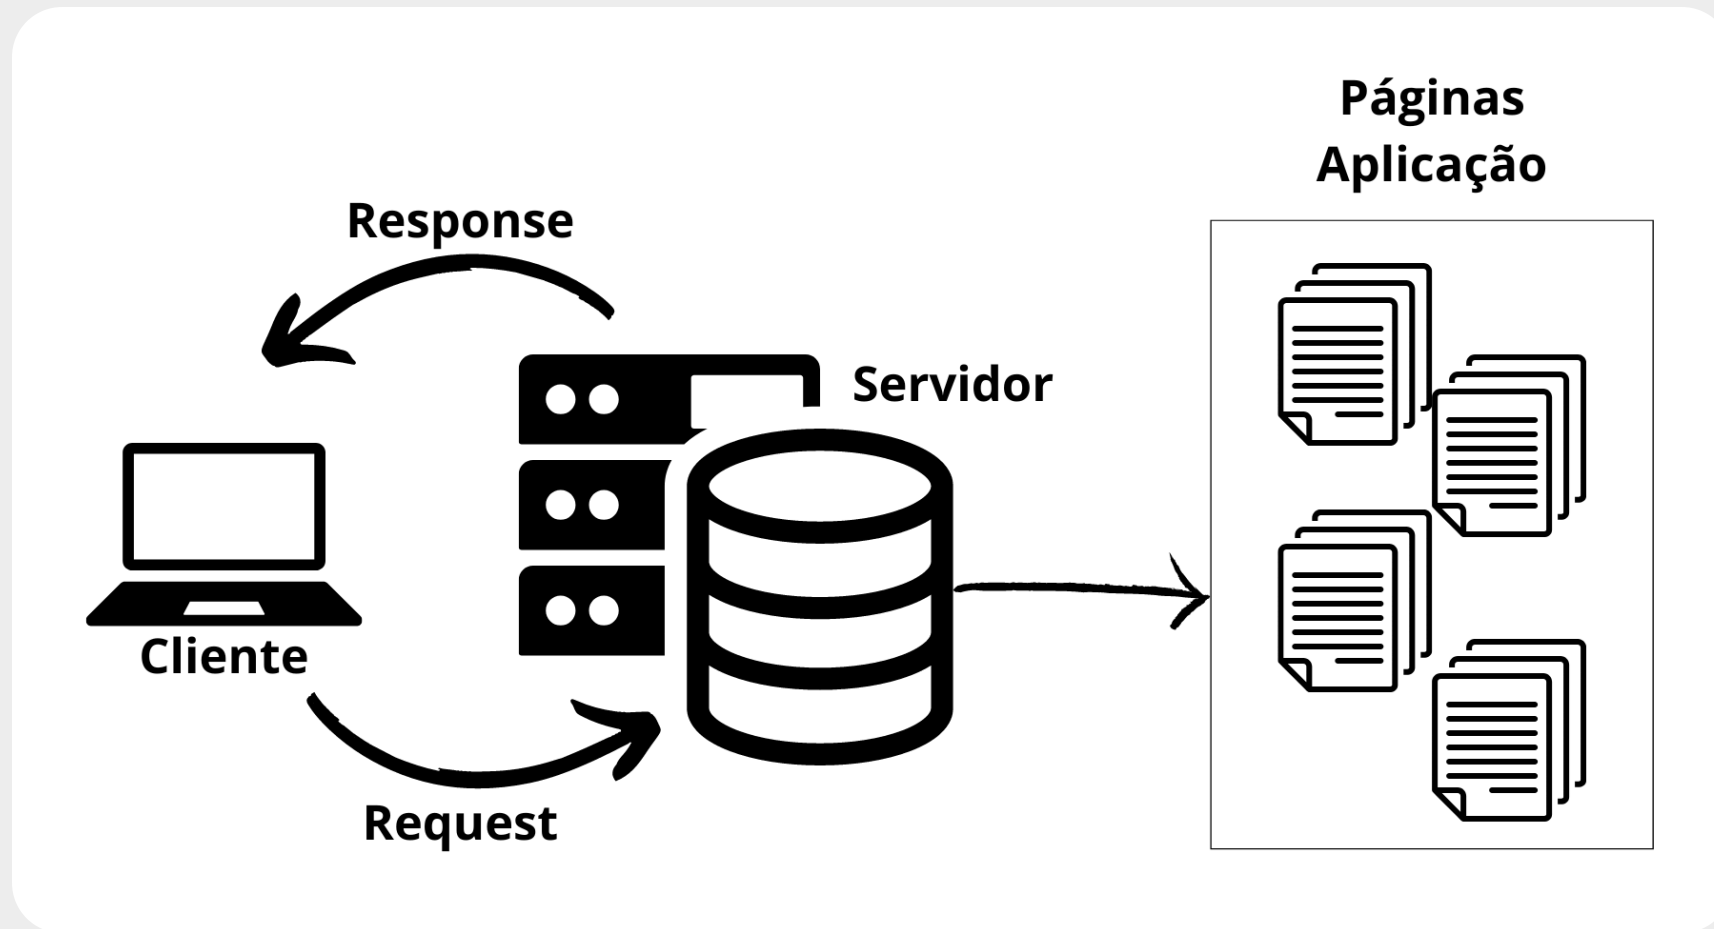 Páginas
Aplicação
Response
Servidor
Cliente
Request